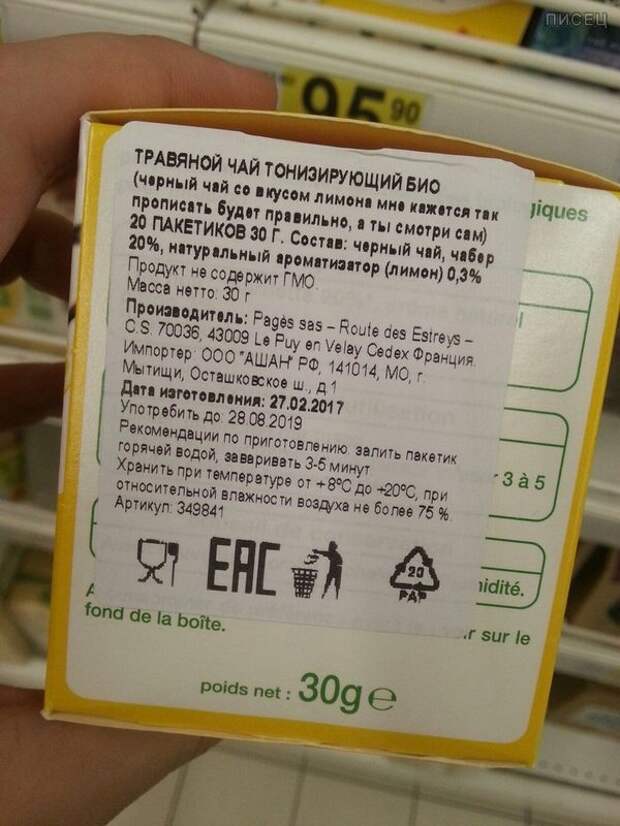 ПИСЕЦ
95 90
ТРАВЯНОЙ ЧАЙ ТОНИЗИРУЮЩИЙ БИО
(черный чай со вкусом лимона мне кажется так
прописать будет правильно, а ты смотри сам)
20 ПАКЕТИКОВ 30 Г. Состав: черный чай, чабер
20%, натуральный ароматизатор (лимон) 0,3%
Продукт не содержит ГМО.
Масса нетто: 30 г
Производитель: Pagès sas – Route des Estreys –
C.S. 70036, 43009 Le Puy en Velay Cedex Франция.
Импортер: ООО "АШАН" РФ, 141014, МО, г.
Мытищи, Осташковское ш., д.1
Дата изготовления: 27.02.2017
Употребить до: 28.08.2019
Рекомендации по приготовлению: залить пакетик
горячей водой, заваривать 3-5 минут
Хранить при температуре от +8°С до +20°С, при
относительной влажности воздуха не более 75 %.
Артикул: 349841
EAC
20
PAP
giques
3 à 5
idité.
r sur le
fond de la boîte.
poids net : 30g e